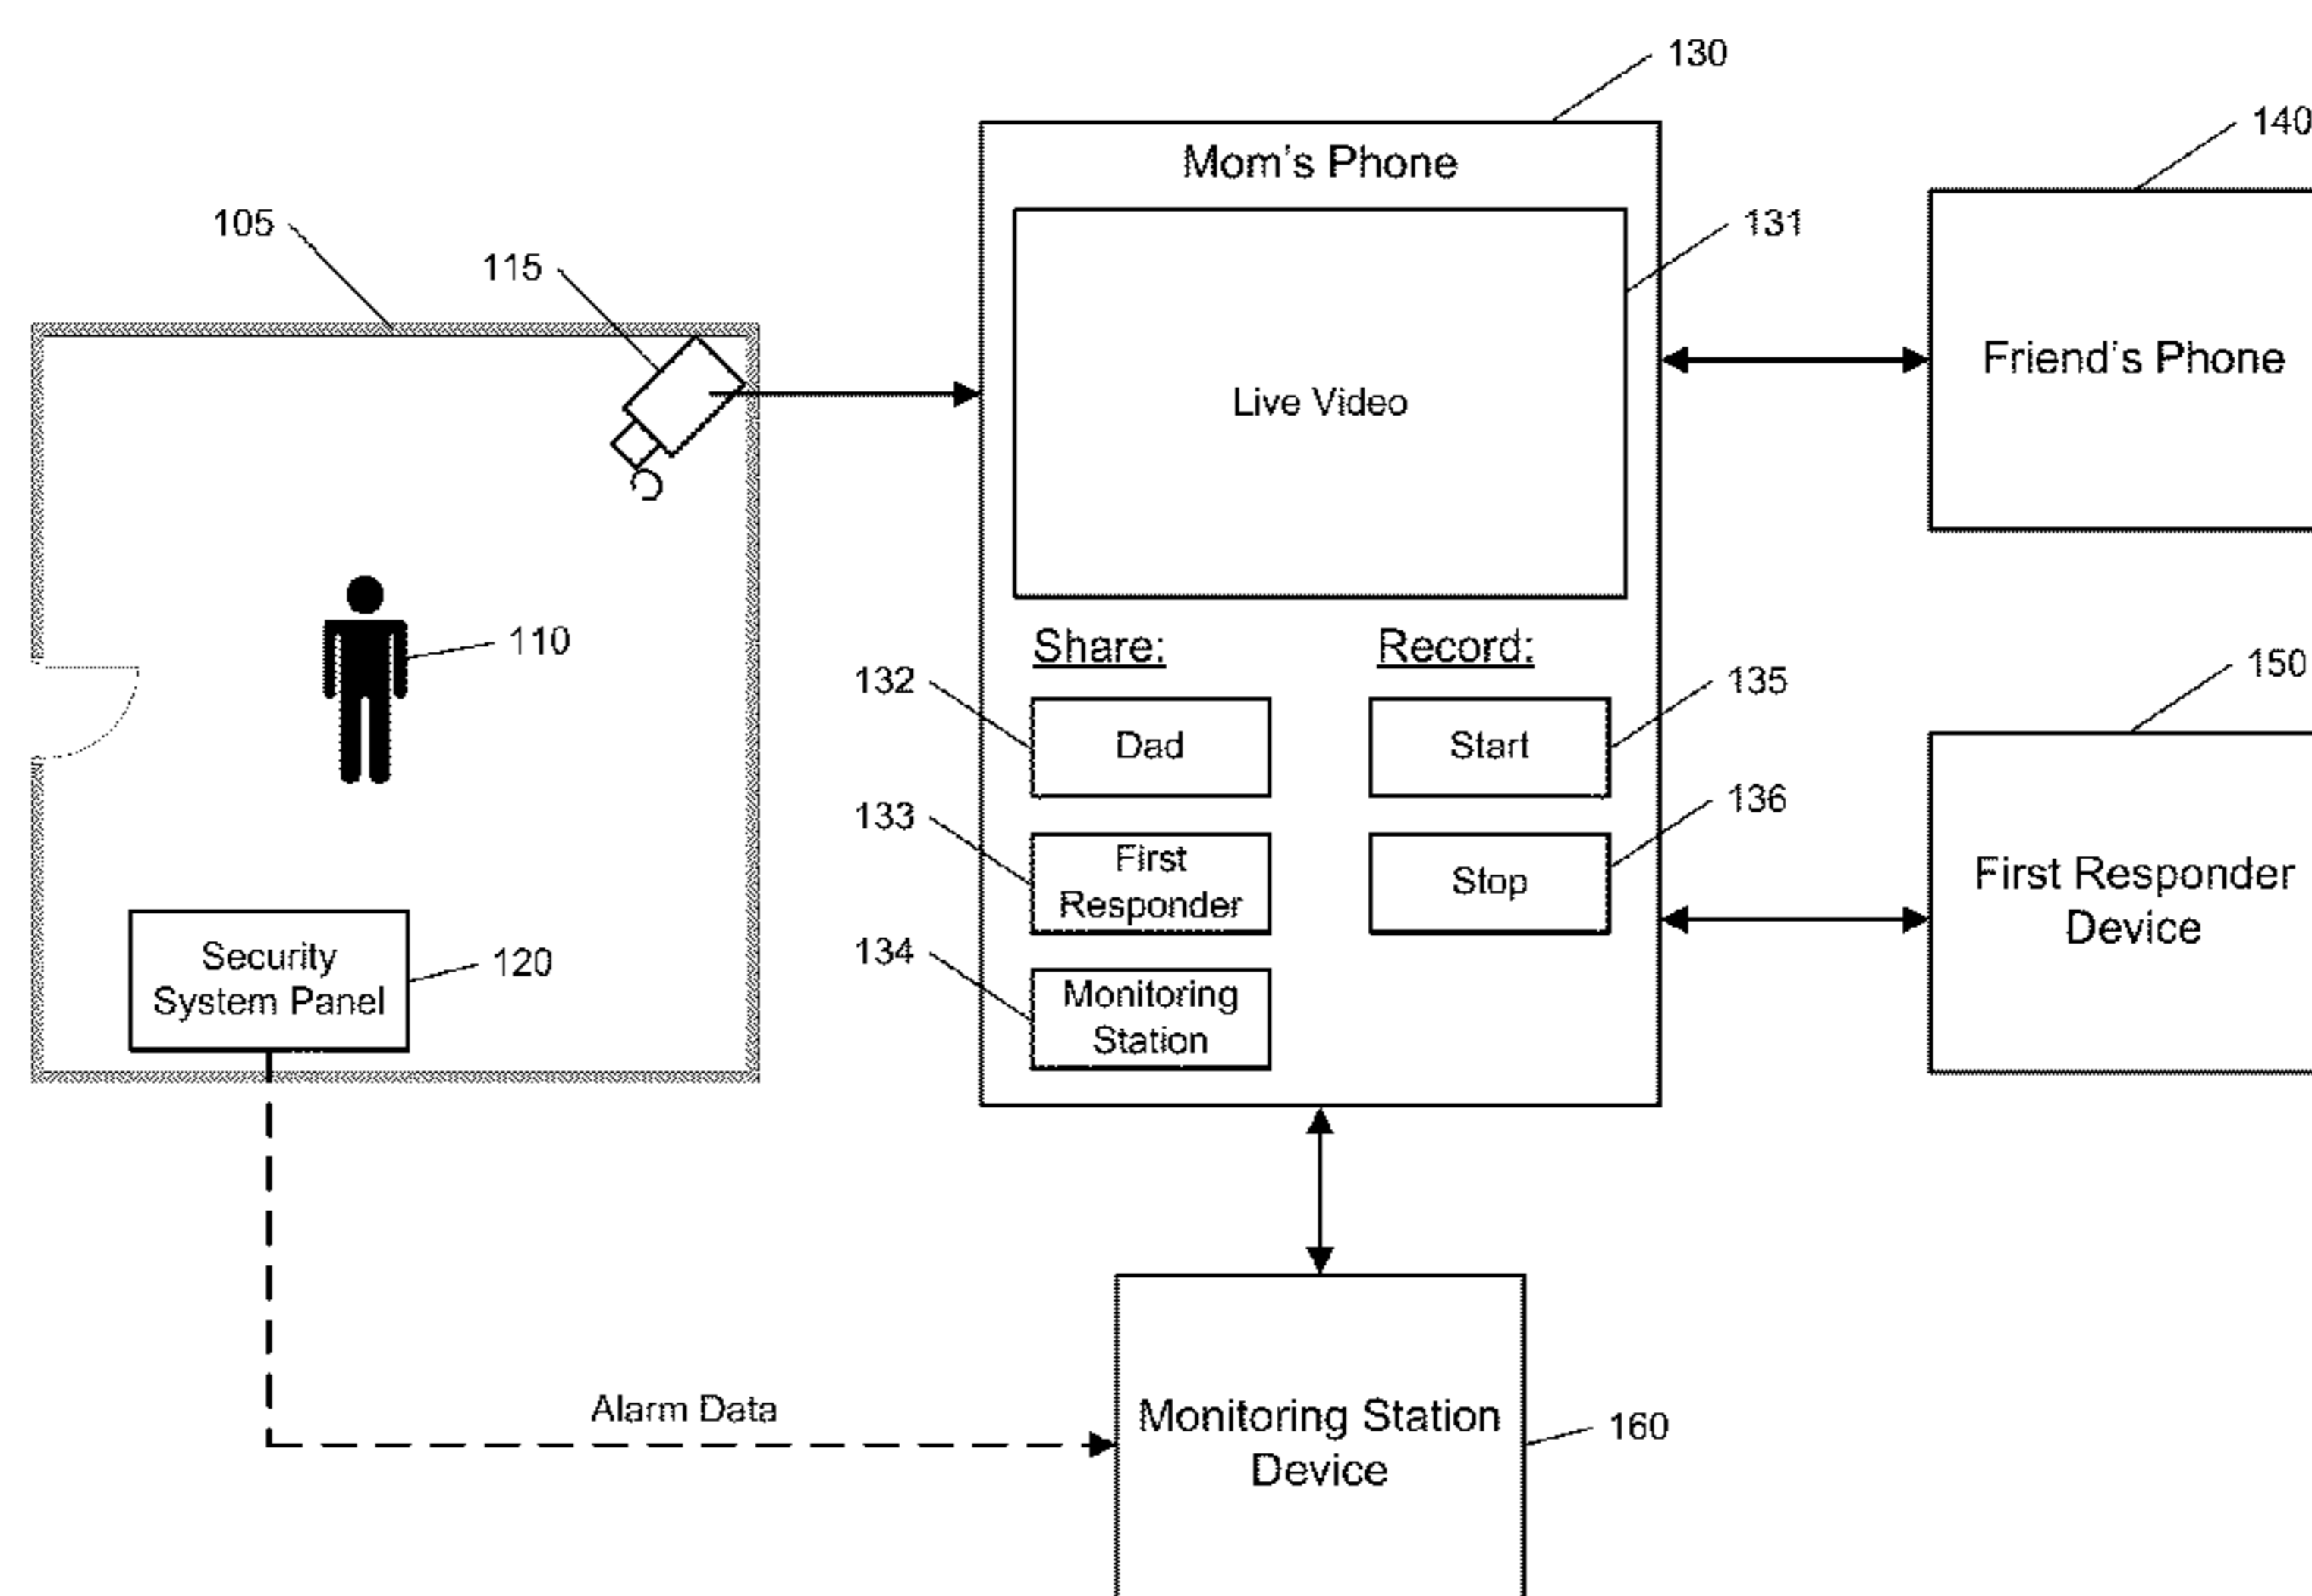 130
Mom's Phone
140
105
115
131
Live Video
Friend's Phone
110
Share:
Record:
132
Dad
Start
135
150
133
First
Responder
Stop
136
First Responder
Device
134
Monitoring
Station
Security
System Panel
120
Alarm Data
Monitoring Station
Device
160